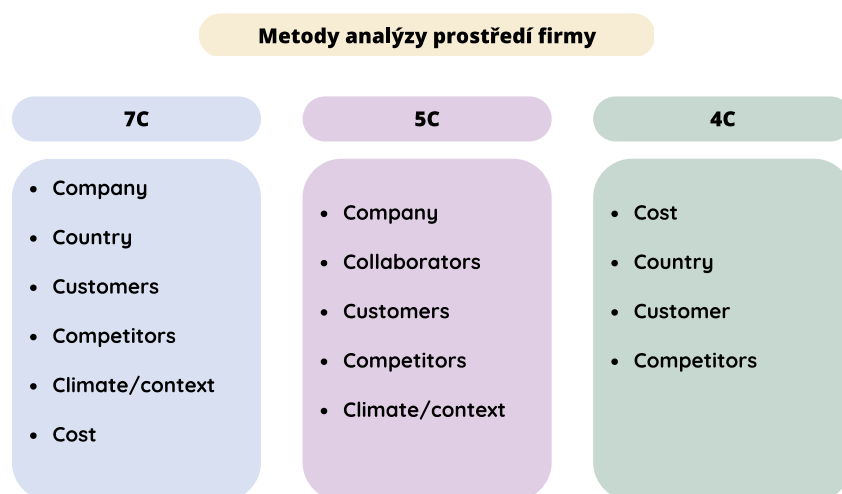 Metody analýzy prostředí firmy
7C
Company
Country
Customers
Competitors
Climate/context
Cost
5C
Company
Collaborators
Customers
Competitors
Climate/context
4C
Cost
Country
Customer
Competitors